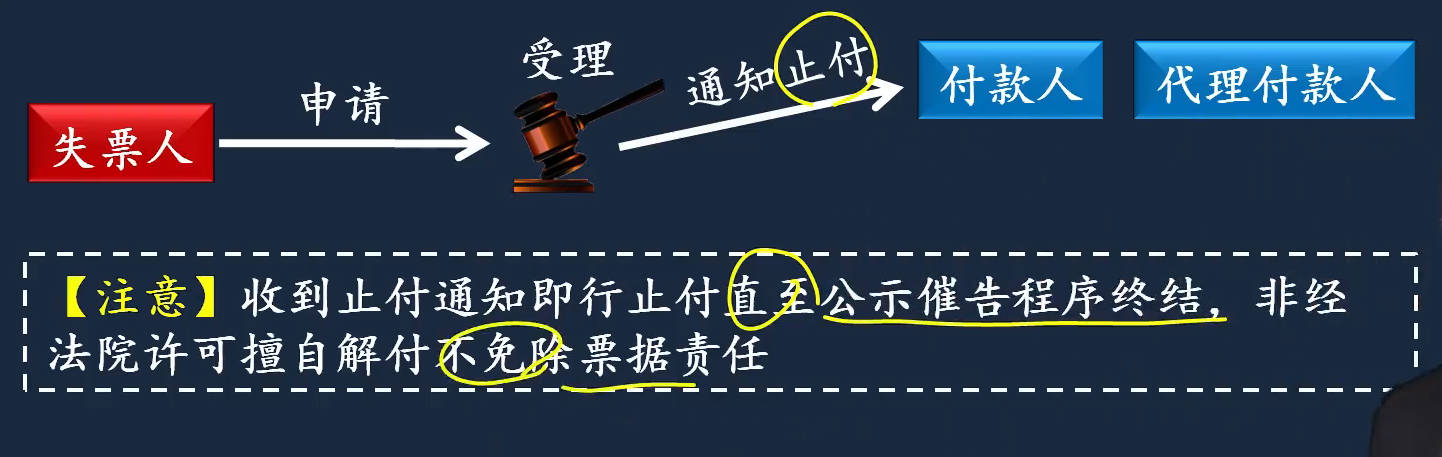 失票人
申请
受理
通知止付
付款人
代理付款人
【注意】收到止付通知即行止付直至公示催告程序终结，非经
法院许可擅自解付不免除票据责任